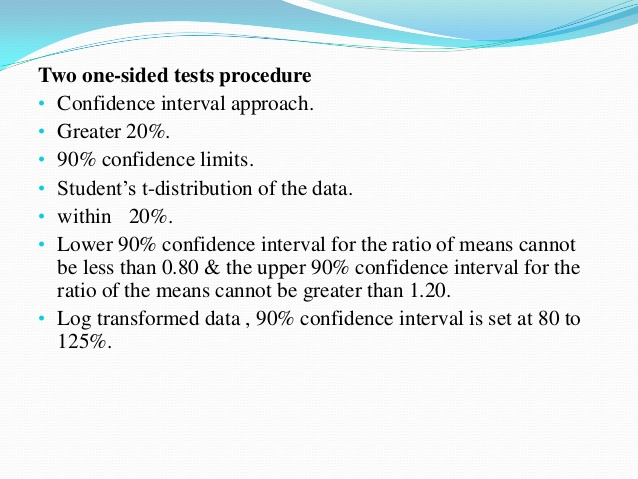 Two one-sided tests procedure
• Confidence interval approach.
• Greater 20%.
• 90% confidence limits.
• Student’s t-distribution of the data.
• within 20%.
• Lower 90% confidence interval for the ratio of means cannot
be less than 0.80 & the upper 90% confidence interval for the
ratio of the means cannot be greater than 1.20.
• Log transformed data , 90% confidence interval is set at 80 to
125%.